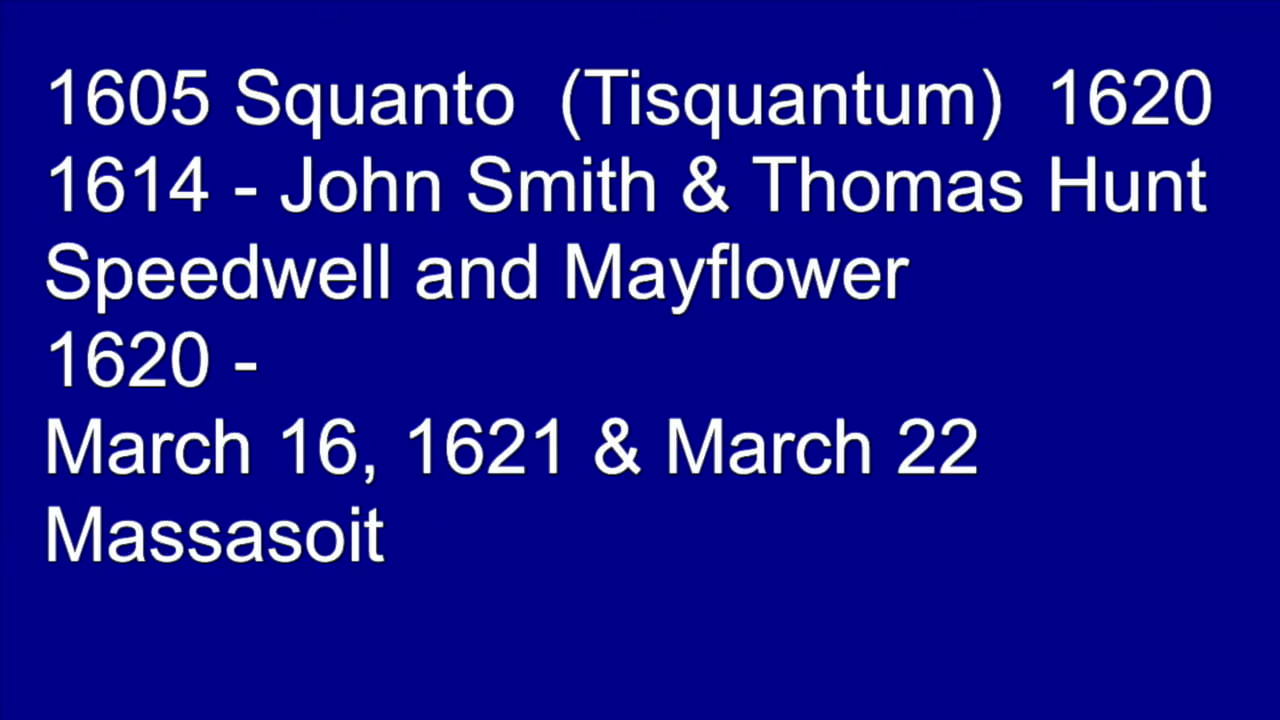 1605 Squanto (Tisquantum) 1620
1614 - John Smith & Thomas Hunt
Speedwell and Mayflower
1620 -
March 16, 1621 & March 22
Massasoit